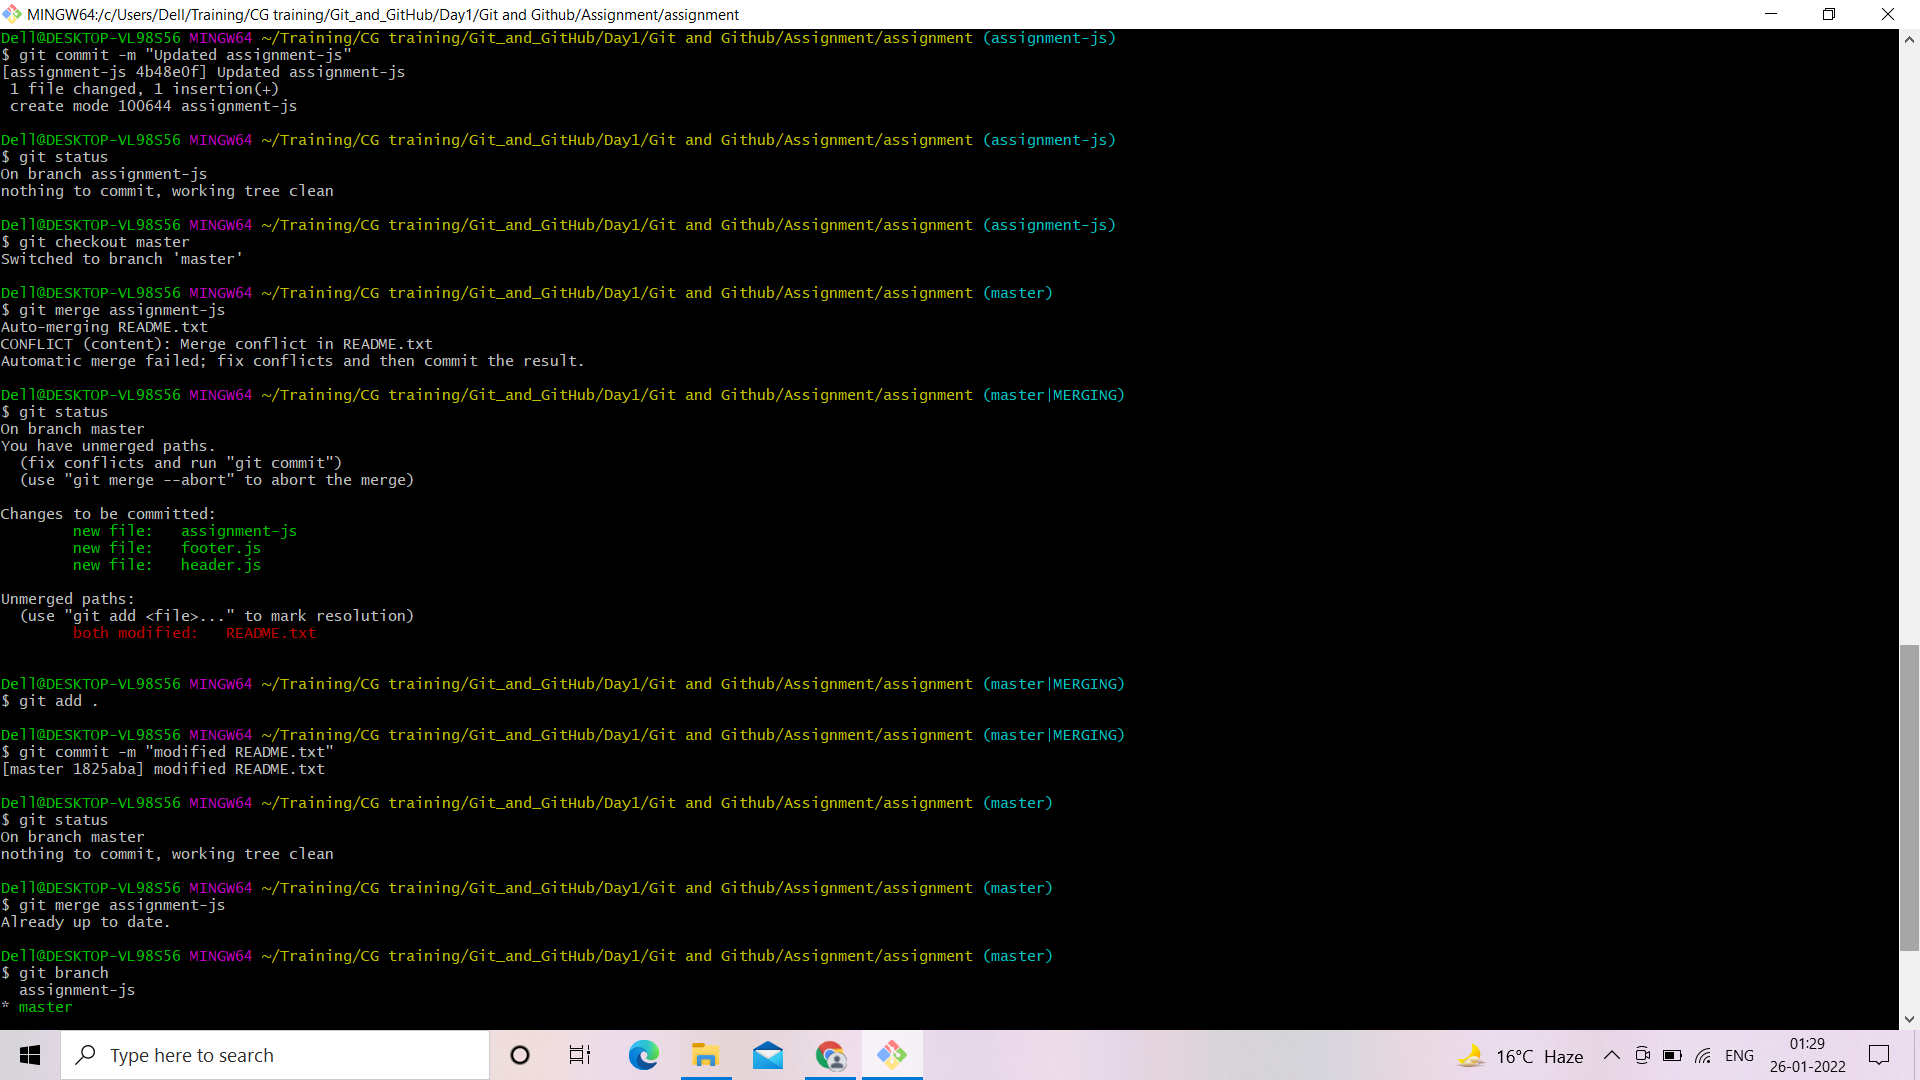 MINGW64:/c/Users/Dell/Training/CG training/Git_and_GitHub/Day1/Git and Github/Assignment/assignment
Dell@DESKTOP-VL98S56 MINGW64 ~/Training/CG training/Git_and_GitHub/Day1/Git and Github/Assignment/assignment (assignment-js)
$ git commit -m "Updated assignment-js"
[assignment-js 4b48e0f] Updated assignment-js
 1 file changed, 1 insertion(+)
 create mode 100644 assignment-js
Dell@DESKTOP-VL98S56 MINGW64 ~/Training/CG training/Git_and_GitHub/Day1/Git and Github/Assignment/assignment (assignment-js)
$ git status
On branch assignment-js
nothing to commit, working tree clean
Dell@DESKTOP-VL98S56 MINGW64 ~/Training/CG training/Git_and_GitHub/Day1/Git and Github/Assignment/assignment (assignment-js)
$ git checkout master
Switched to branch 'master'
Dell@DESKTOP-VL98S56 MINGW64 ~/Training/CG training/Git_and_GitHub/Day1/Git and Github/Assignment/assignment (master)
$ git merge assignment-js
Auto-merging README.txt
CONFLICT (content): Merge conflict in README.txt
Automatic merge failed; fix conflicts and then commit the result.
Dell@DESKTOP-VL98S56 MINGW64 ~/Training/CG training/Git_and_GitHub/Day1/Git and Github/Assignment/assignment (master|MERGING)
$ git status
On branch master
You have unmerged paths.
  (fix conflicts and run "git commit")
  (use "git merge --abort" to abort the merge)
Changes to be committed:
        new file:   assignment-js
        new file:   footer.js
        new file:   header.js
Unmerged paths:
  (use "git add <file>..." to mark resolution)
        both modified:   README.txt
Dell@DESKTOP-VL98S56 MINGW64 ~/Training/CG training/Git_and_GitHub/Day1/Git and Github/Assignment/assignment (master|MERGING)
$ git add .
Dell@DESKTOP-VL98S56 MINGW64 ~/Training/CG training/Git_and_GitHub/Day1/Git and Github/Assignment/assignment (master|MERGING)
$ git commit -m "modified README.txt"
[master 1825aba] modified README.txt
Dell@DESKTOP-VL98S56 MINGW64 ~/Training/CG training/Git_and_GitHub/Day1/Git and Github/Assignment/assignment (master)
$ git status
On branch master
nothing to commit, working tree clean
Dell@DESKTOP-VL98S56 MINGW64 ~/Training/CG training/Git_and_GitHub/Day1/Git and Github/Assignment/assignment (master)
$ git merge assignment-js
Already up to date.
Dell@DESKTOP-VL98S56 MINGW64 ~/Training/CG training/Git_and_GitHub/Day1/Git and Github/Assignment/assignment (master)
$ git branch
  assignment-js
* master
Type here to search
16°C Haze
ENG
01:29
26-01-2022